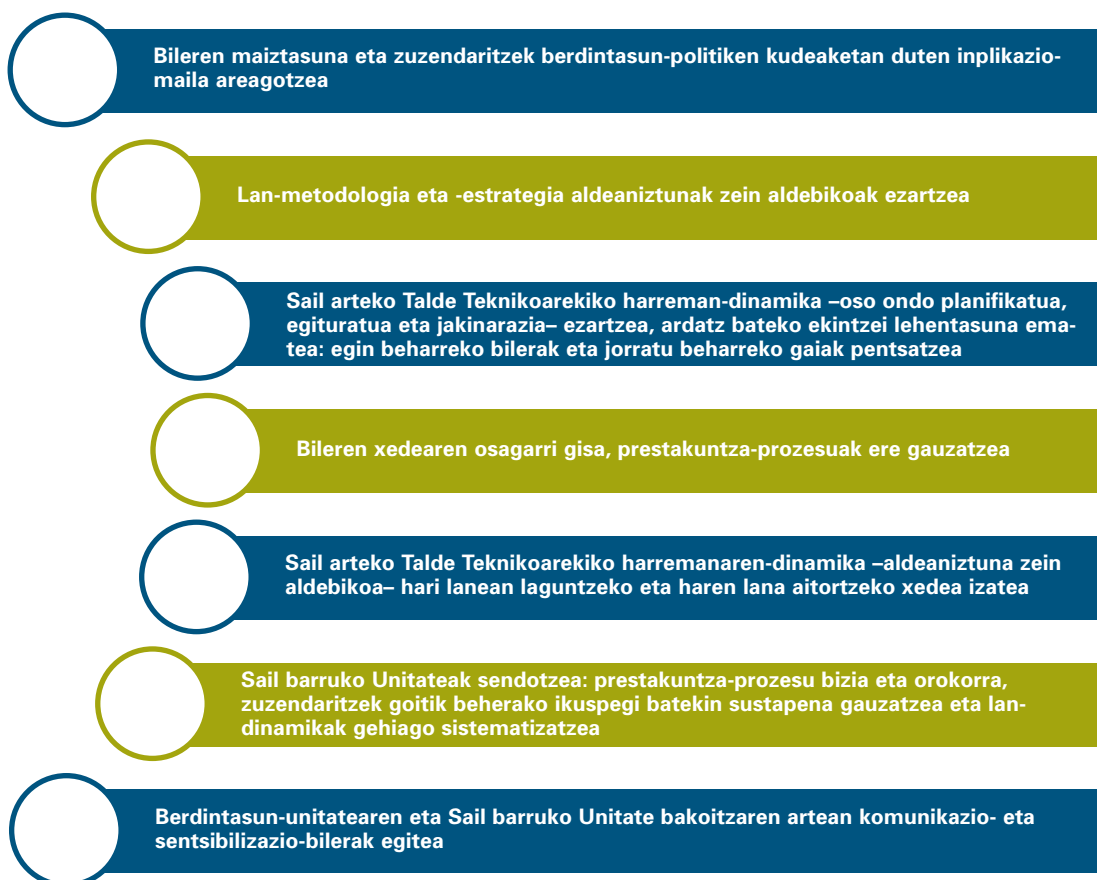 Bileren maiztasuna eta zuzendaritzek berdintasun-politiken kudeaketan duten inplikazio-
maila areagotzea
Lan-metodologia eta -estrategia aldeaniztunak zein aldebikoak ezartzea
Sail arteko Talde Teknikoarekiko harreman-dinamika –oso ondo planifikatua,
egituratua eta jakinarazia– ezartzea, ardatz bateko ekintzei lehentasuna ema-
tea: egin beharreko bilerak eta jorratu beharreko gaiak pentsatzea
Bileren xedearen osagarri gisa, prestakuntza-prozesuak ere gauzatzea
Sail arteko Talde Teknikoarekiko harremanaren-dinamika –aldeaniztuna zein
aldebikoa– hari lanean laguntzeko eta haren lana aitortzeko xedea izatea
Sail barruko Unitateak sendotzea: prestakuntza-prozesu bizia eta orokorra,
zuzendaritzek goitik beherako ikuspegi batekin sustapena gauzatzea eta lan-
dinamikak gehiago sistematizatzea
Berdintasun-unitatearen eta Sail barruko Unitate bakoitzaren artean komunikazio- eta
sentsibilizazio-bilerak egitea